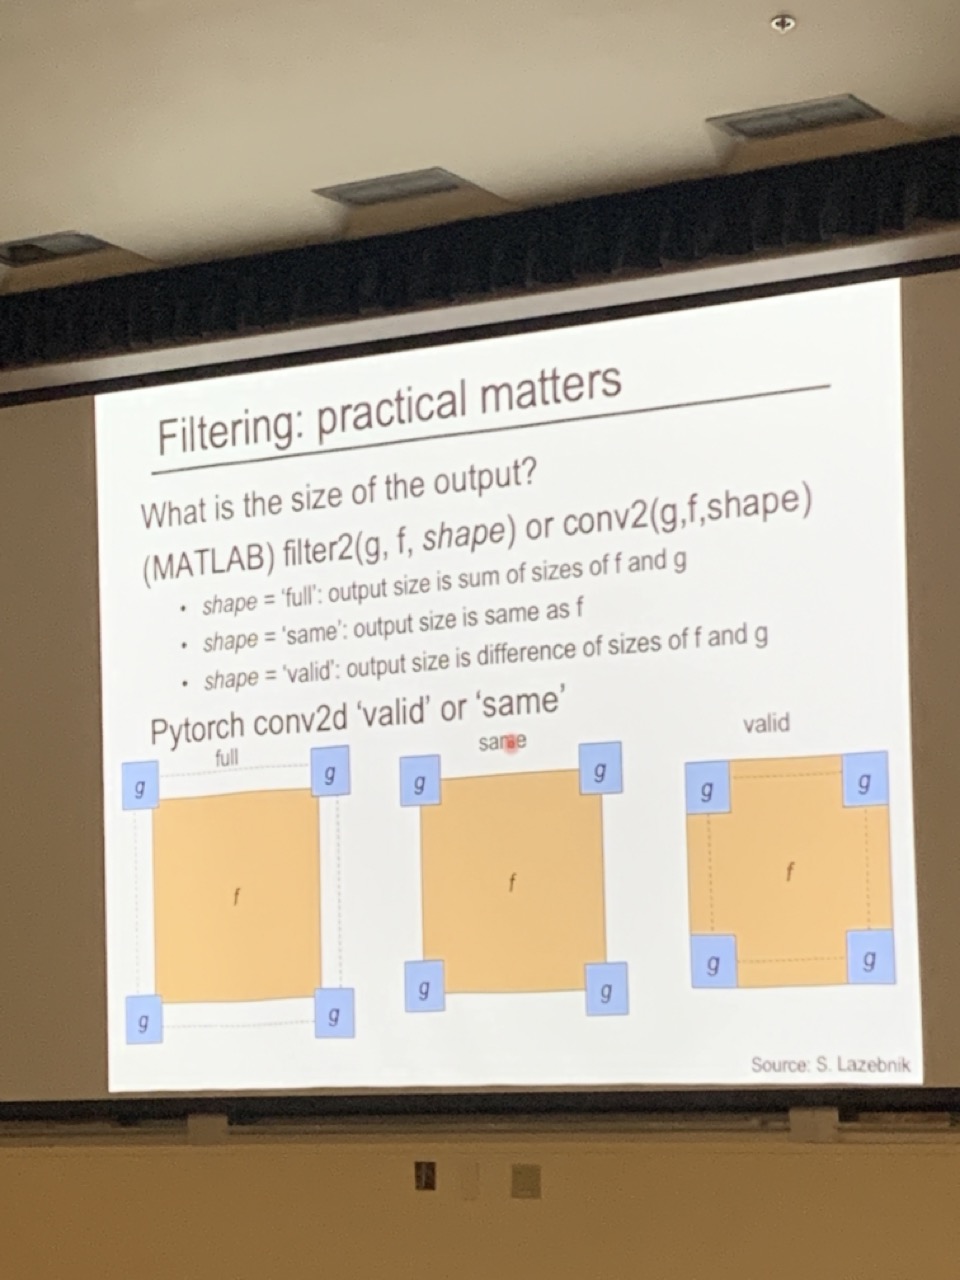 Filtering: practical matters
What is the size of the output?
(MATLAB) filter2(g, f, shape) or conv2(g,f,shape)
• shape = 'full': output size is sum of sizes of f and g
• shape = 'same': output size is same as f
• shape = 'valid': output size is difference of sizes of f and g
Pytorch conv2d 'valid' or 'same'
full
same
valid
g g
g g
g g
f
f
f
g g
g g
g g
Source: S. Lazebnik